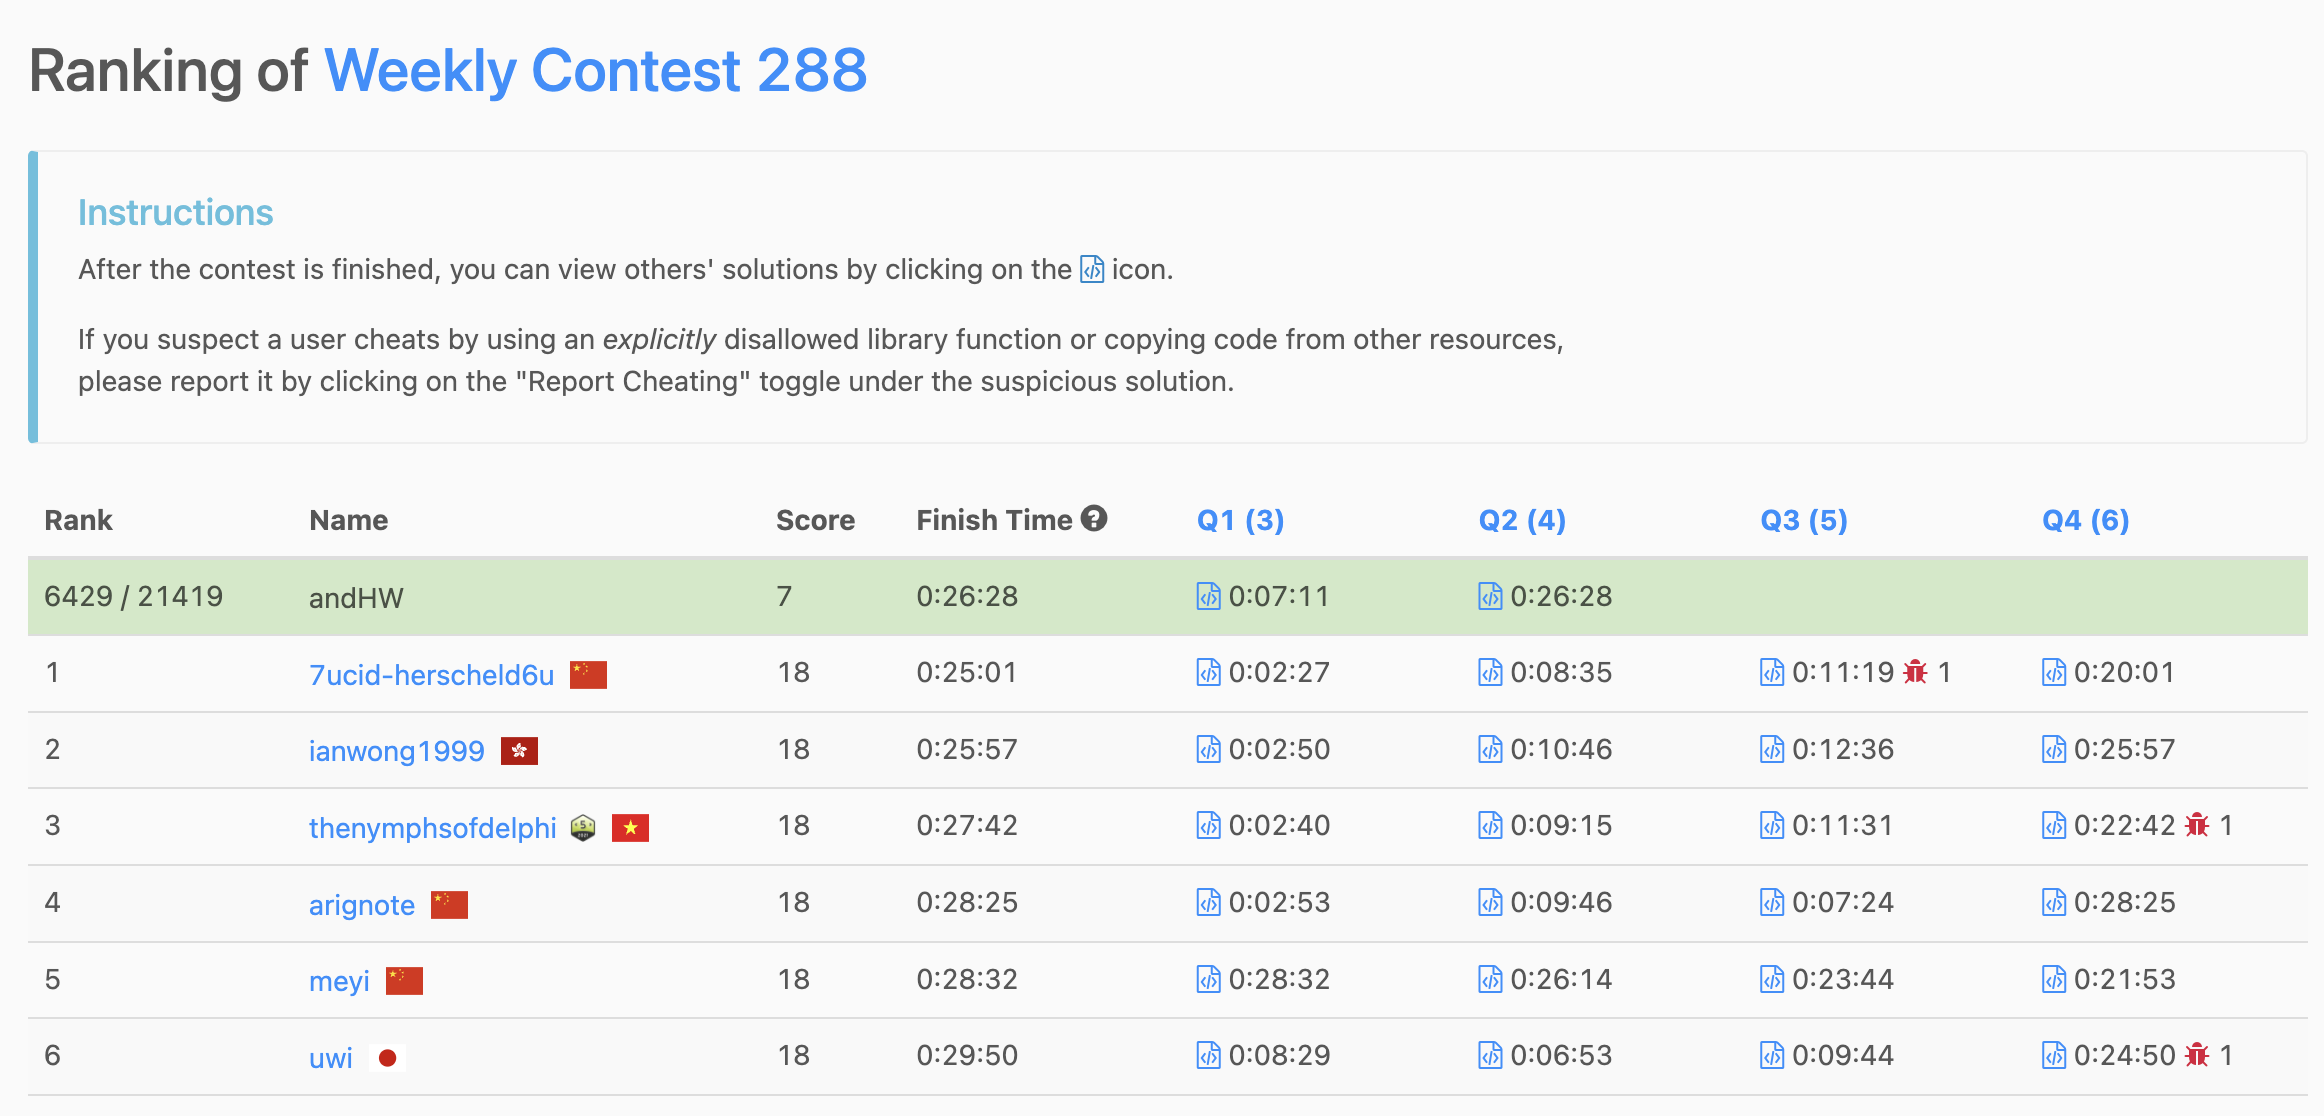 Ranking of Weekly Contest 288
Instructions
After the contest is finished, you can view others' solutions by clicking on the </> icon.
If you suspect a user cheats by using an explicitly disallowed library function or copying code from other resources,
please report it by clicking on the "Report Cheating" toggle under the suspicious solution.
Rank Name Score Finish Time ? Q1 (3) Q2 (4) Q3 (5) Q4 (6)
6429 / 21419 andHW 7 0:26:28 0:07:11 0:26:28
1 7ucid-herscheld6u 18 0:25:01 0:02:27 0:08:35 0:11:19 1 0:20:01
2 ianwong1999 18 0:25:57 0:02:50 0:10:46 0:12:36 0:25:57
3 thenymphsofdelphi 5 18 0:27:42 0:02:40 0:09:15 0:11:31 0:22:42 1
4 arignote 18 0:28:25 0:02:53 0:09:46 0:07:24 0:28:25
5 meyi 18 0:28:32 0:28:32 0:26:14 0:23:44 0:21:53
6 uwi 18 0:29:50 0:08:29 0:06:53 0:09:44 0:24:50 1